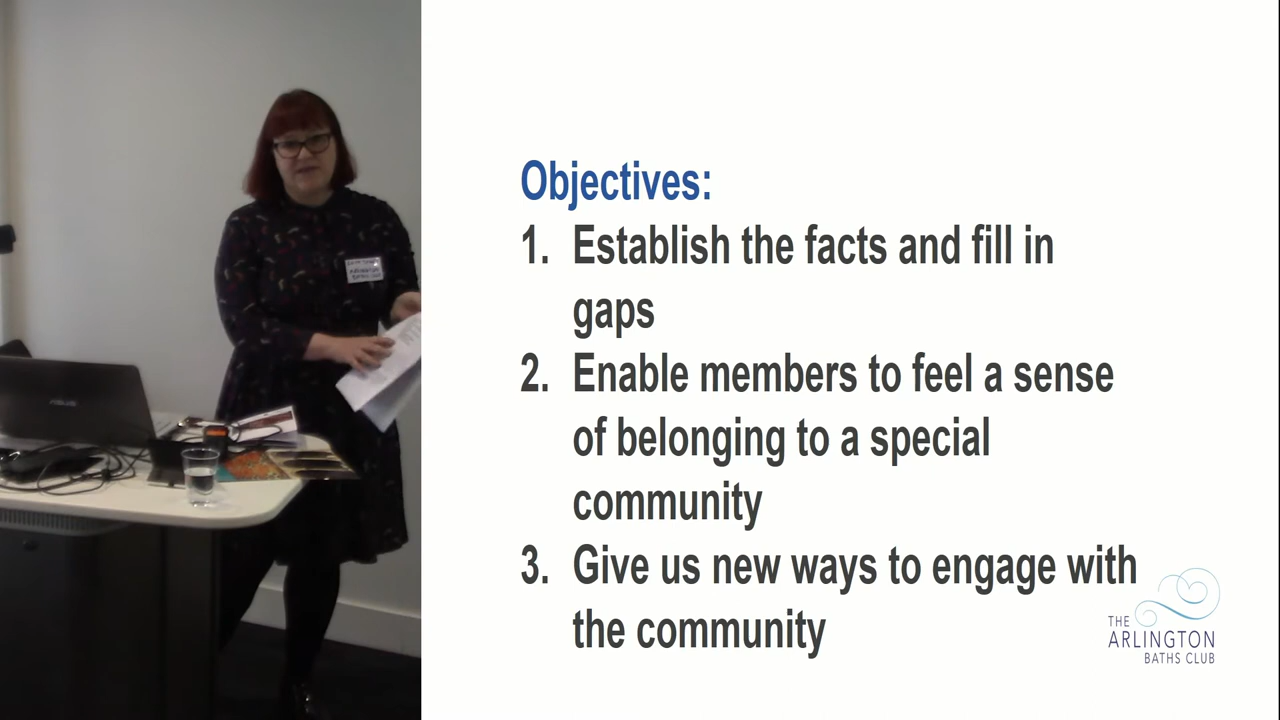 Objectives:
1. Establish the facts and fill in
gaps
2. Enable members to feel a sense
of belonging to a special
community
3. Give us new ways to engage with
the community
THE
ARLINGTON
BATHS CLUB
ASUS